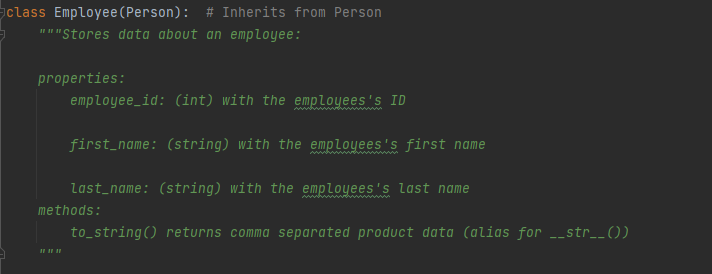 class Employee(Person):  # Inherits from Person
    """Stores data about an employee:

    properties:
        employee_id: (int) with the employees's ID

        first_name: (string) with the employees's first name

        last_name: (string) with the employees's last name
    methods:
        to_string() returns comma separated product data (alias for __str__())
    """